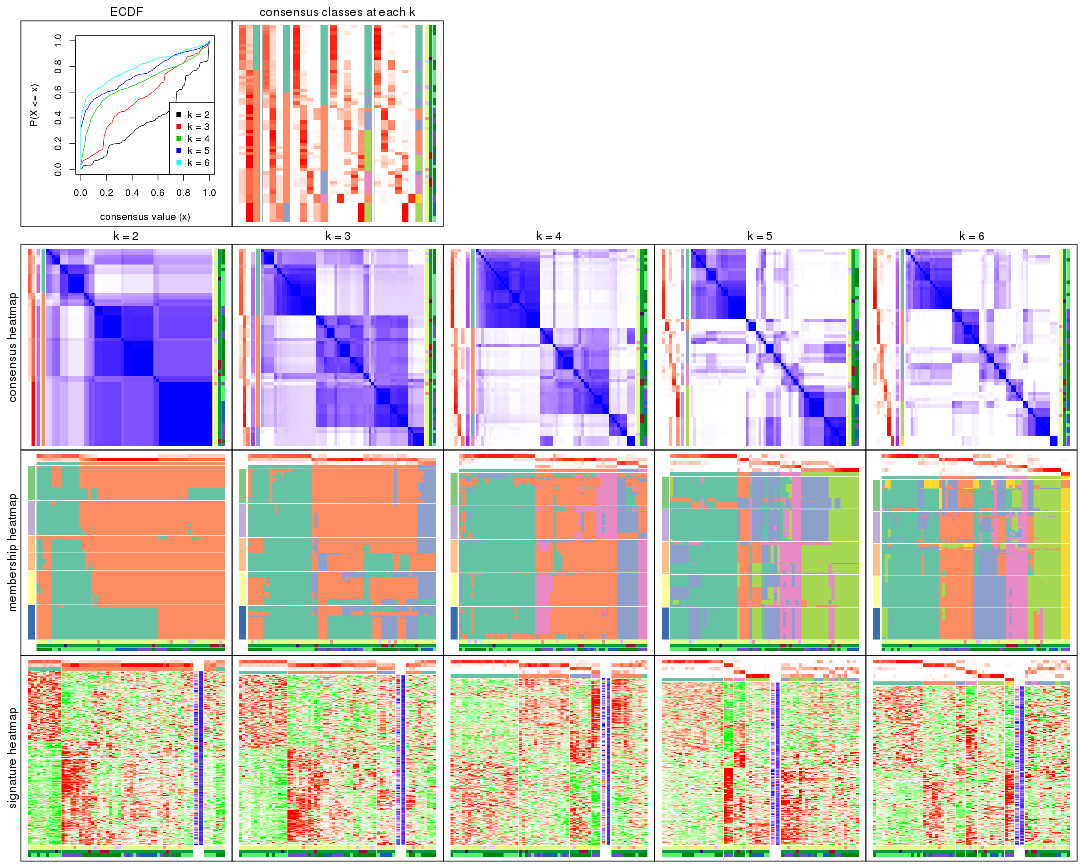 ECDF
consensus classes at each k
P(X <= x)
1.0
0.8
0.6
0.4
0.2
0.0
k = 2
k = 3
k = 4
k = 5
k = 6
0.0 0.2 0.4 0.6 0.8 1.0
consensus value (x)
k = 2 k = 3 k = 4 k = 5 k = 6
consensus heatmap
membership heatmap
signature heatmap